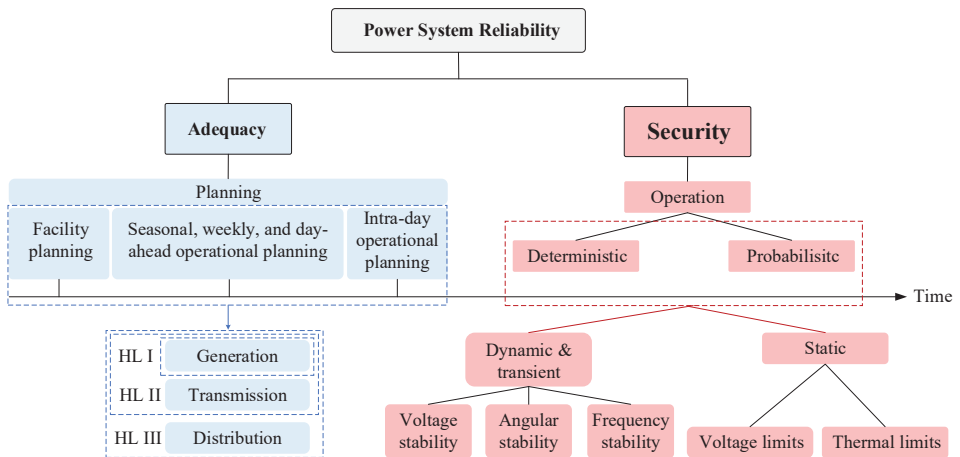 Power System Reliability
Adequacy
Security
Planning
Operation
Facility
planning
Seasonal, weekly, and day-
ahead operational planning
Intra-day
operational
planning
Deterministic
Probabilisitc
Time
HL I
Generation
HL II
Transmission
HL III
Distribution
Dynamic &
transient
Static
Voltage
stability
Angular
stability
Frequency
stability
Voltage limits
Thermal limits